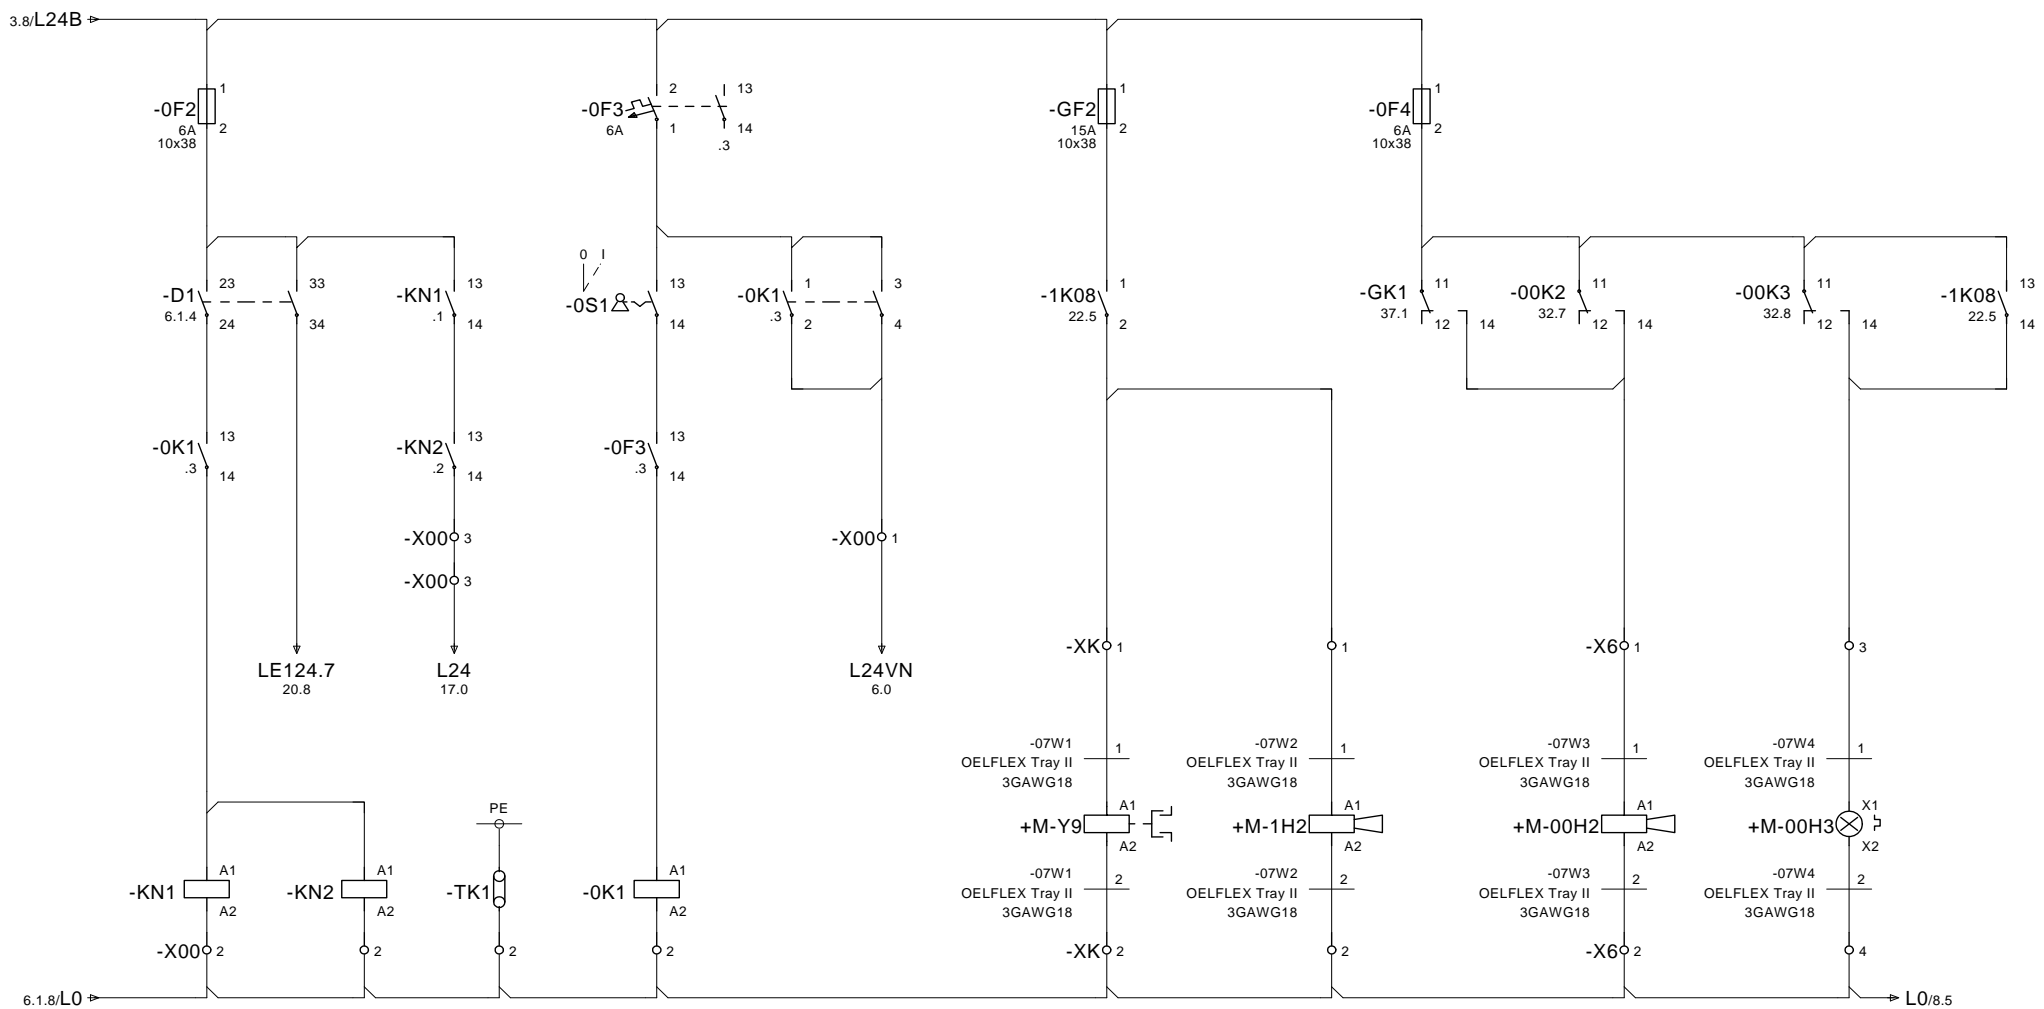 3.8/L24B
-0F2
6A
10x38
1
2
-0F3
6A
2
1
13
14
.3
-GF2
15A
10x38
1
2
-0F4
6A
10x38
1
2
-D1
6.1.4
23
24
33
34
-KN1
.1
13
14
0 I
-0S1
13
14
-0K1
.3
1
2
3
4
-1K08
22.5
1
2
-GK1
37.1
11
12
14
-00K2
32.7
11
12
14
-00K3
32.8
11
12
14
-1K08
22.5
13
14
-0K1
.3
13
14
-KN2
.2
13
14
-0F3
.3
13
14
-X00 3
-X00 1
-X00 3
LE124.7
20.8
L24
17.0
L24VN
6.0
-XK 1
1
-X6 1
3
-07W1
OELFLEX Tray II
3GAWG18
1
-07W2
OELFLEX Tray II
3GAWG18
1
-07W3
OELFLEX Tray II
3GAWG18
1
-07W4
OELFLEX Tray II
3GAWG18
1
PE
+M-Y9
A1
A2
+M-1H2
A1
A2
+M-00H2
A1
A2
+M-00H3
X1
X2
-KN1
A1
A2
-KN2
A1
A2
-TK1
-0K1
A1
A2
-07W1
OELFLEX Tray II
3GAWG18
2
-07W2
OELFLEX Tray II
3GAWG18
2
-07W3
OELFLEX Tray II
3GAWG18
2
-07W4
OELFLEX Tray II
3GAWG18
2
-X00 2
2
2
2
-XK 2
2
-X6 2
4
6.1.8/L0
L0/8.5